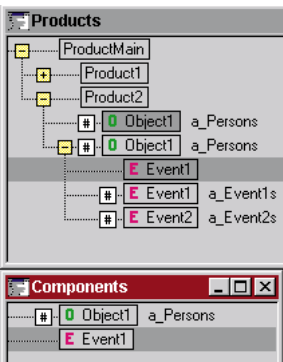 Products
ProductMain
Product1
Product2
# O Object1 a_Persons
# O Object1 a_Persons
E Event1
# E Event1 a_Event1s
# E Event2 a_Event2s
Components
# O Object1 a_Persons
E Event1